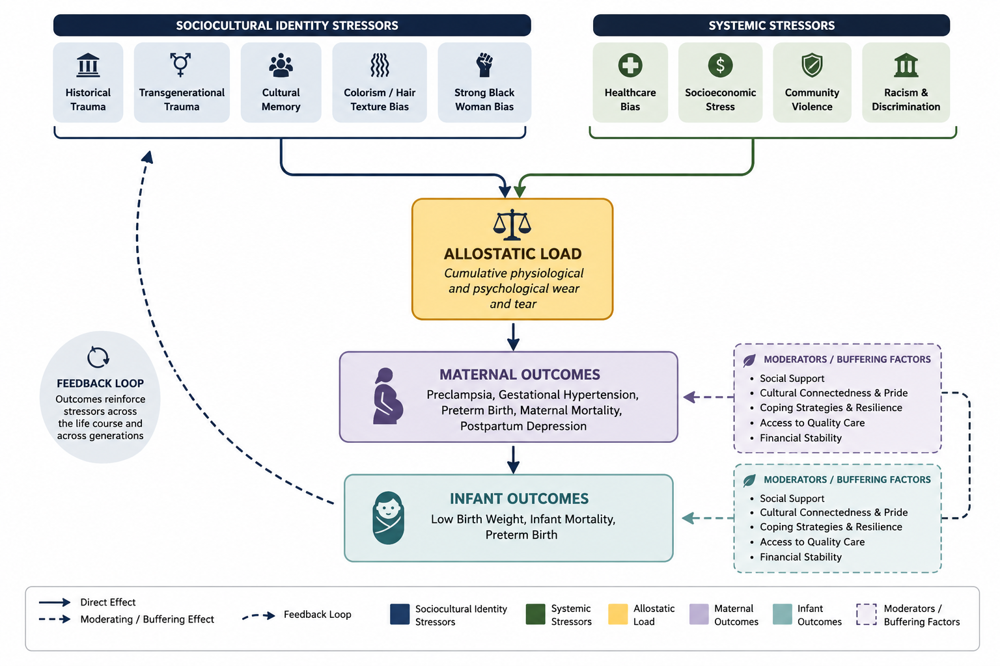 SOCIOCULTURAL IDENTITY STRESSORS
Historical
Trauma
Transgenerational
Trauma
Cultural
Memory
Colorism / Hair
Texture Bias
Strong Black
Woman Bias
SYSTEMIC STRESSORS
Healthcare
Bias
Socioeconomic
Stress
Community
Violence
Racism &
Discrimination
ALLOSTATIC LOAD
Cumulative physiological
and psychological wear
and tear
FEEDBACK LOOP
Outcomes reinforce
stressors across
the life course and
across generations
MATERNAL OUTCOMES
Preclampsia, Gestational Hypertension,
Preterm Birth, Maternal Mortality,
Postpartum Depression
MODERATORS / BUFFERING FACTORS
• Social Support
• Cultural Connectedness & Pride
• Coping Strategies & Resilience
• Access to Quality Care
• Financial Stability
INFANT OUTCOMES
Low Birth Weight, Infant Mortality,
Preterm Birth
MODERATORS / BUFFERING FACTORS
• Social Support
• Cultural Connectedness & Pride
• Coping Strategies & Resilience
• Access to Quality Care
• Financial Stability
Direct Effect
Moderating / Buffering Effect
Feedback Loop
Sociocultural Identity
Stressors
Systemic
Stressors
Allostatic
Load
Maternal
Outcomes
Infant
Outcomes
Moderators /
Buffering Factors